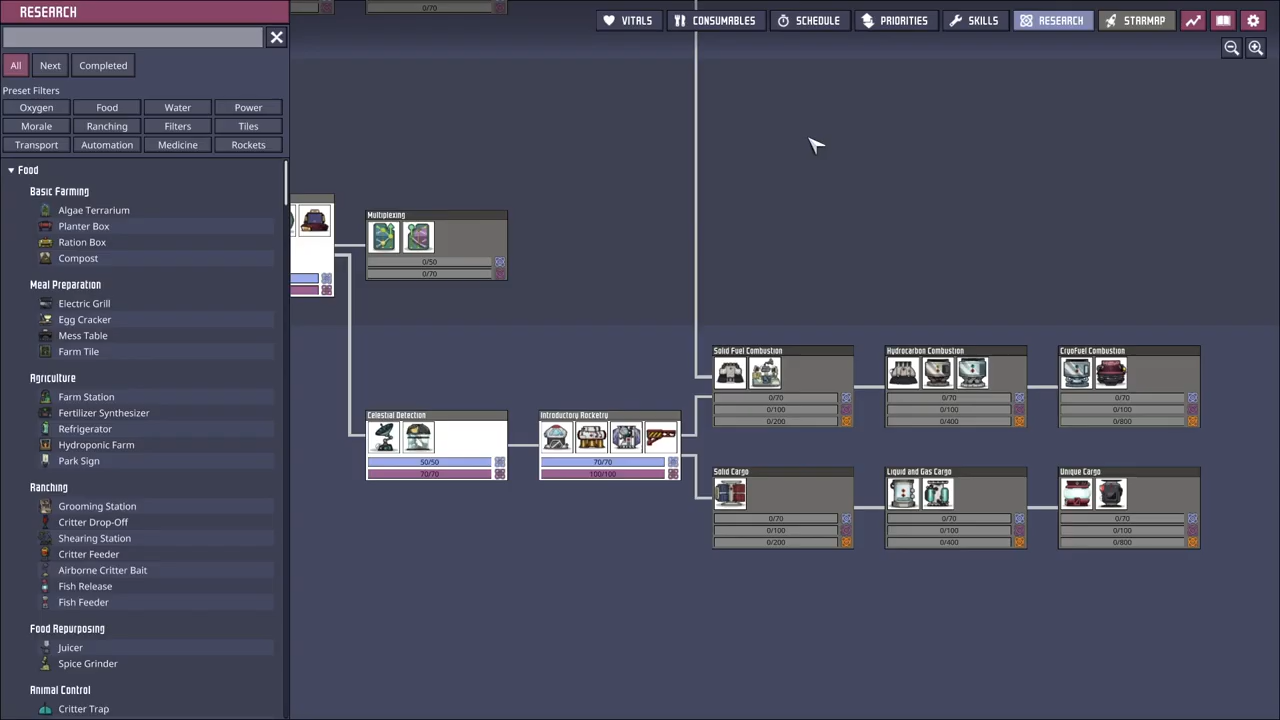 RESEARCH
0/70
VITALS
CONSUMABLES
SCHEDULE
PRIORITIES
SKILLS
RESEARCH
STARMAP
All
Next
Completed
Preset Filters
Oxygen
Food
Water
Power
Morale
Ranching
Filters
Tiles
Transport
Automation
Medicine
Rockets
Food
Basic Farming
Algae Terrarium
Planter Box
Ration Box
Compost
Meal Preparation
Electric Grill
Egg Cracker
Mess Table
Farm Tile
Agriculture
Farm Station
Fertilizer Synthesizer
Refrigerator
Hydroponic Farm
Park Sign
Ranching
Grooming Station
Critter Drop-Off
Shearing Station
Critter Feeder
Airborne Critter Bait
Fish Release
Fish Feeder
Food Repurposing
Juicer
Spice Grinder
Animal Control
Critter Trap
Multiplexing
0/50
0/70
Celestial Detection
50/50
70/70
Introductory Rocketry
70/70
100/100
Solid Fuel Combustion
0/70
0/100
0/200
Hydrocarbon Combustion
0/70
0/100
0/400
CryoFuel Combustion
0/70
0/100
0/800
Solid Cargo
0/70
0/100
0/200
Liquid and Gas Cargo
0/70
0/100
0/400
Unique Cargo
0/70
0/100
0/800